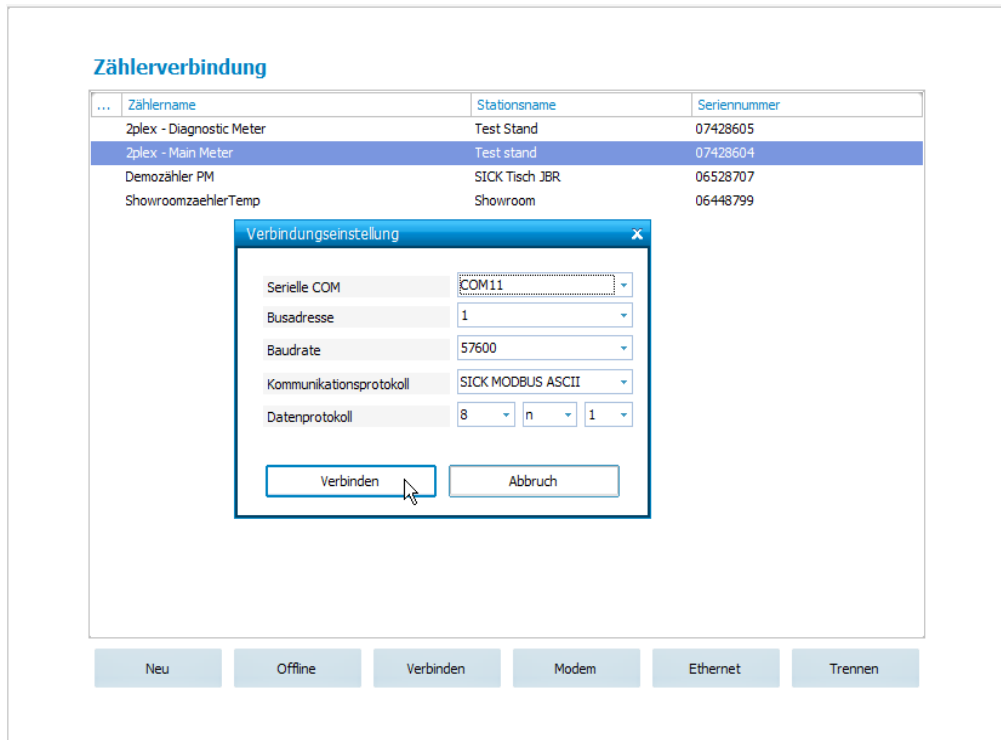 Zählerverbindung
... Zählername Stationsname Seriennummer
2plex - Diagnostic Meter Test Stand 07428605
2plex - Main Meter Test stand 07428604
Demozähler PM SICK Tisch JBR 06528707
ShowroomzaehlerTemp Showroom 06448799
Verbindungseinstellung x
Serielle COM COM11
Busadresse 1
Baudrate 57600
Kommunikationsprotokoll SICK MODBUS ASCII
Datenprotokoll 8 n 1
Verbinden Abbruch
Neu Offline Verbinden Modem Ethernet Trennen